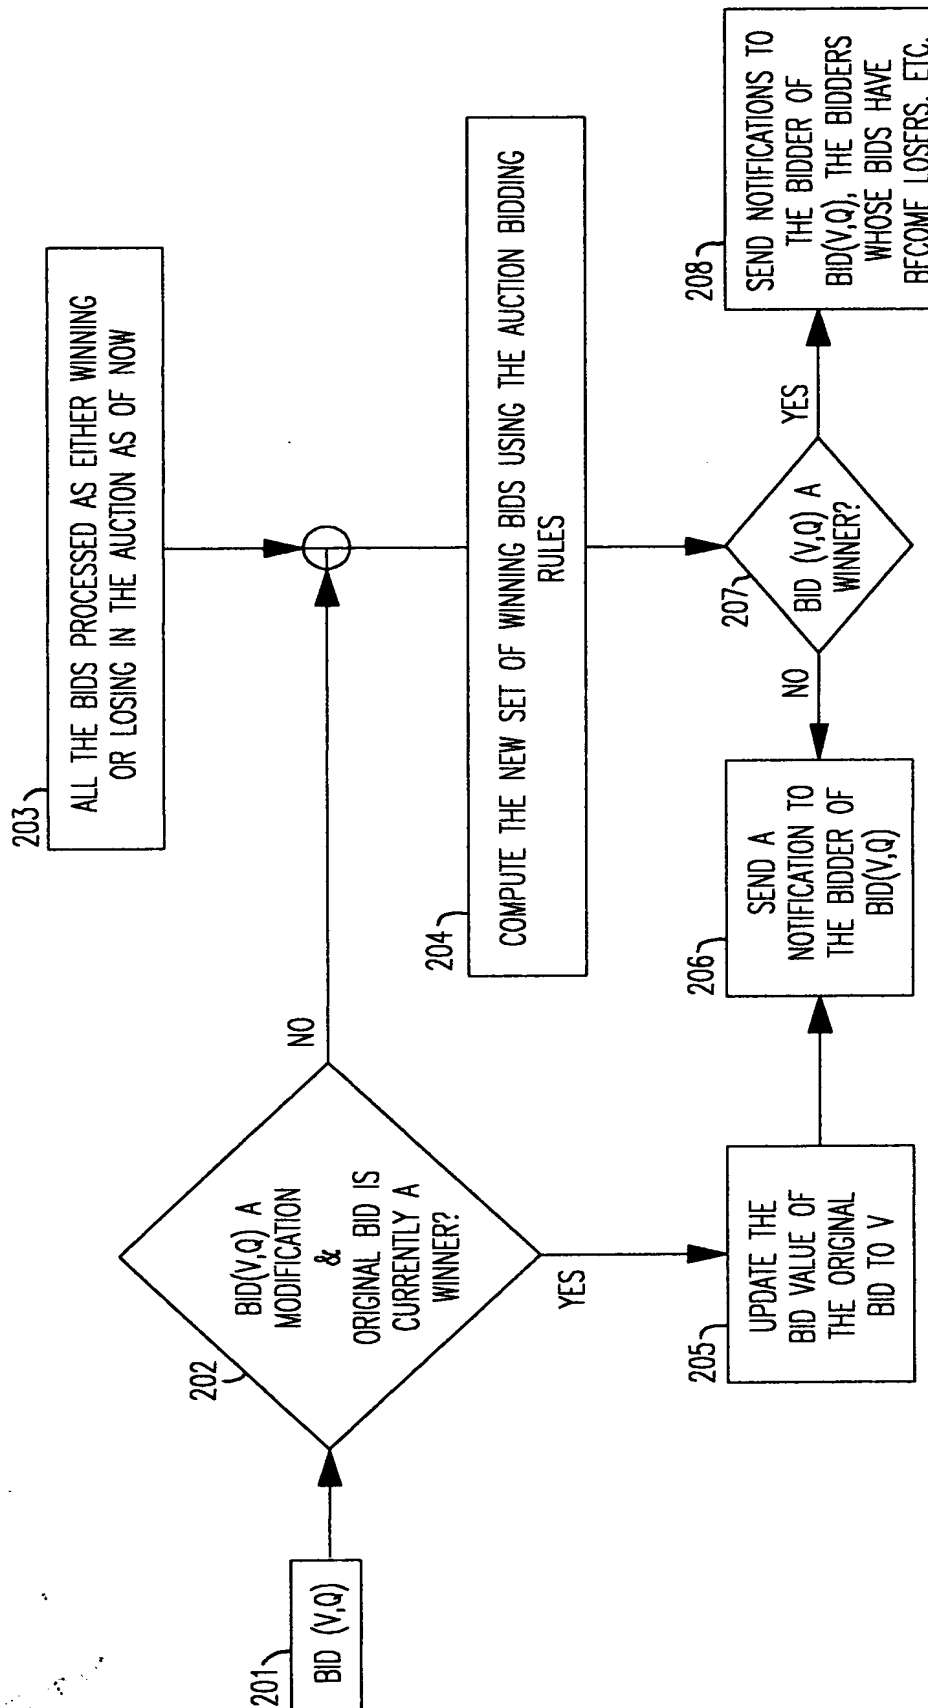 201
BID (V,Q)
202
BID(V,Q) A
MODIFICATION
&
ORIGINAL BID IS
CURRENTLY A
WINNER?
NO
YES
203
ALL THE BIDS PROCESSED AS EITHER WINNING
OR LOSING IN THE AUCTION AS OF NOW
204
COMPUTE THE NEW SET OF WINNING BIDS USING THE AUCTION BIDDING
RULES
205
UPDATE THE
BID VALUE OF
THE ORIGINAL
BID TO V
206
SEND A
NOTIFICATION TO
THE BIDDER OF
BID(V,Q)
NO
207
BID (V,Q) A
WINNER?
YES
208
SEND NOTIFICATIONS TO
THE BIDDER OF
BID(V,Q), THE BIDDERS
WHOSE BIDS HAVE
BECOME LOSERS, ETC.